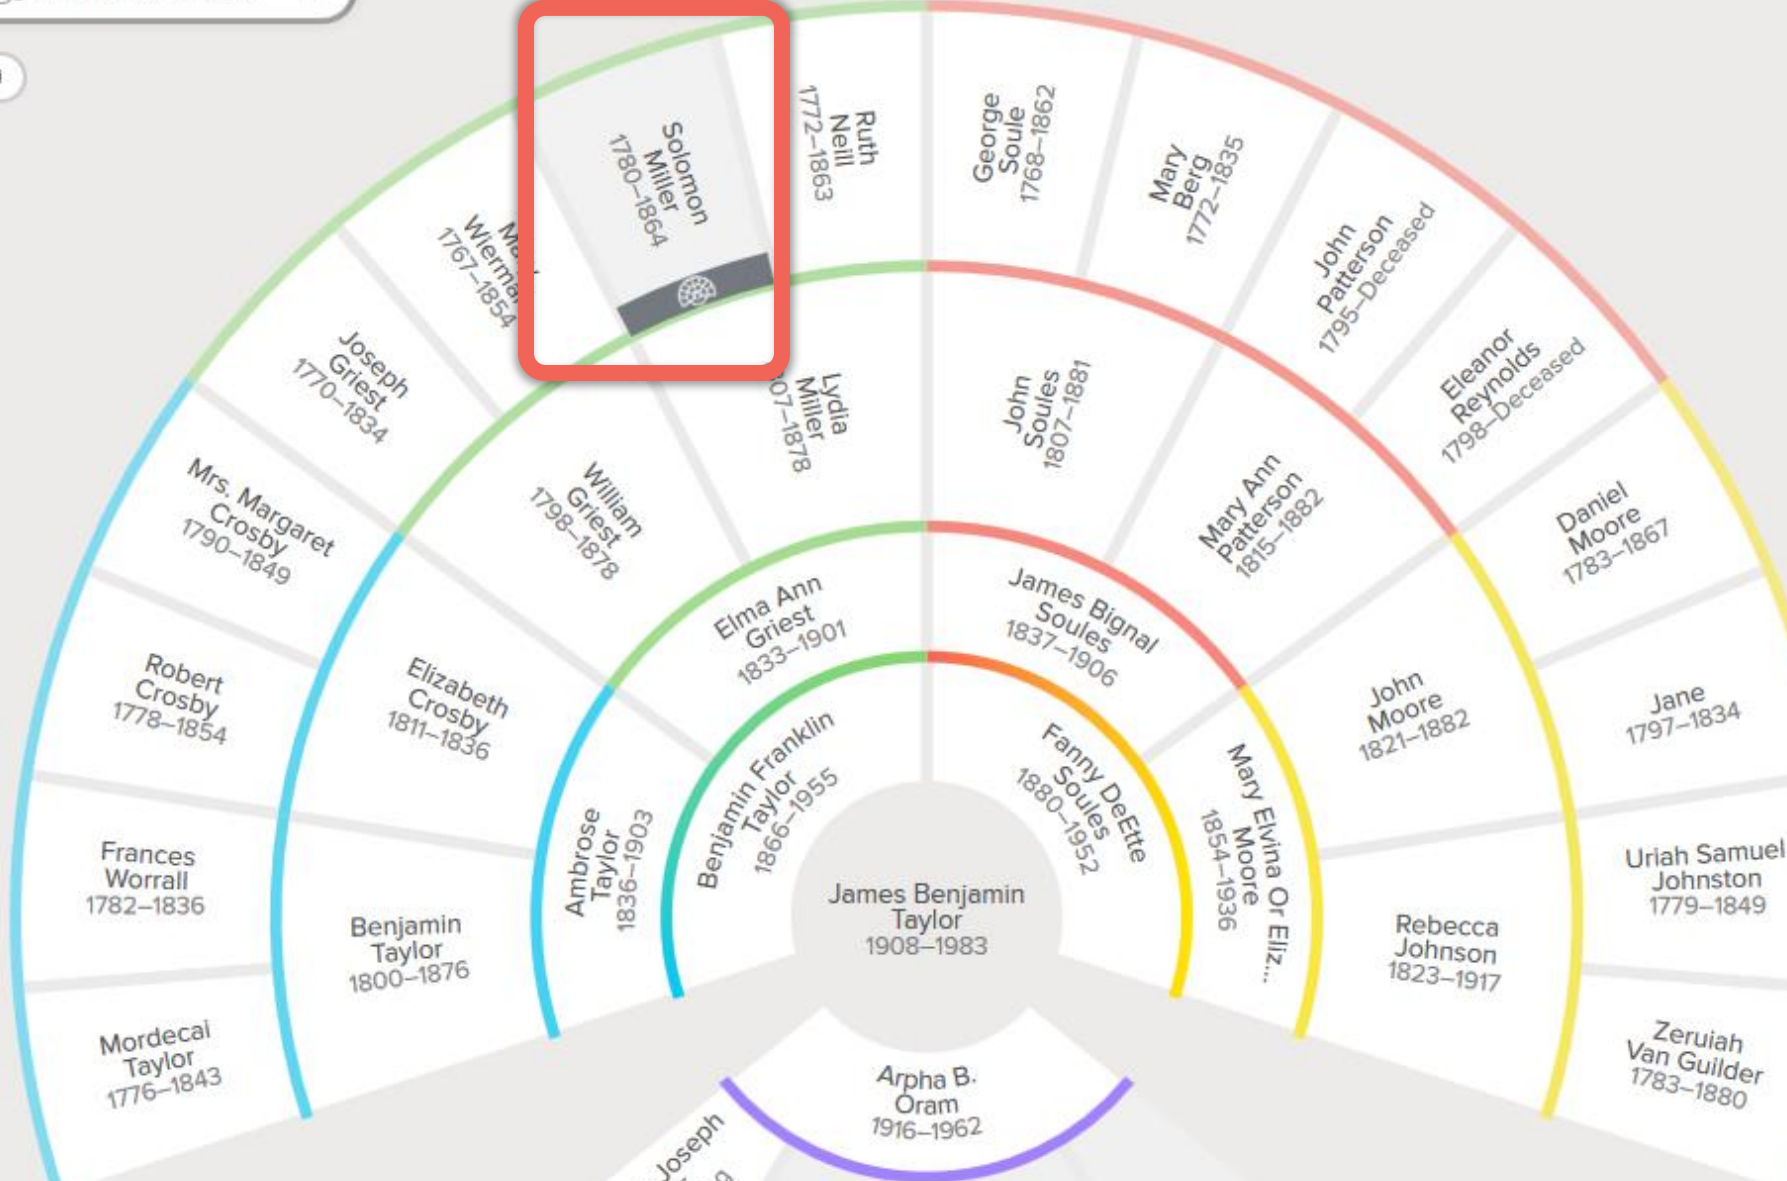 Solomon
Miller
1780–1864
Ruth
Neill
1772–1863
George
Soule
1768–1862
Mary
Berg
1772–1835
John
Patterson
1795–Deceased
Eleanor
Reynolds
1798–Deceased
Daniel
Moore
1783–1867
Jane
1797–1834
Uriah Samuel
Johnston
1779–1849
Zeruiah
Van Guilder
1783–1880
Wierman
1767–1854
Joseph
Griest
1770–1834
Mrs. Margaret
Crosby
1790–1849
Robert
Crosby
1778–1854
Frances
Worrall
1782–1836
Mordecai
Taylor
1776–1843
Lydia
Miller
07–1878
John
Soules
1807–1881
Mary Ann
Patterson
1815–1882
William
Griest
1798–1878
Elizabeth
Crosby
1811–1836
Benjamin
Taylor
1800–1876
John
Moore
1821–1882
Rebecca
Johnson
1823–1917
Elma Ann
Griest
1833–1901
James Bignal
Soules
1837–1906
Ambrose
Taylor
1836–1903
Mary Elvina Or Eliz...
Moore
1854–1936
Benjamin Franklin
Taylor
1866–1955
Fanny DeEtte
Soules
1880–1952
James Benjamin
Taylor
1908–1983
Arpha B.
Oram
1916–1962
Joseph